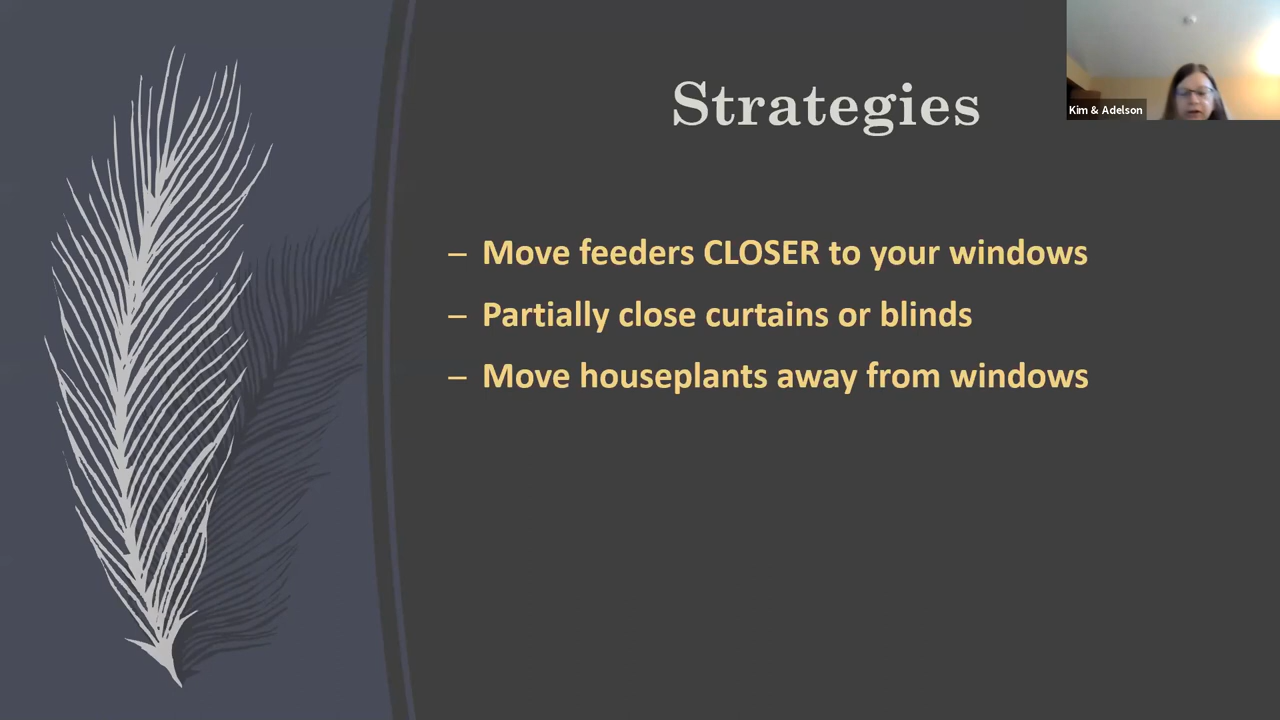 Strategies
Kim & Adelson
– Move feeders CLOSER to your windows
– Partially close curtains or blinds
– Move houseplants away from windows